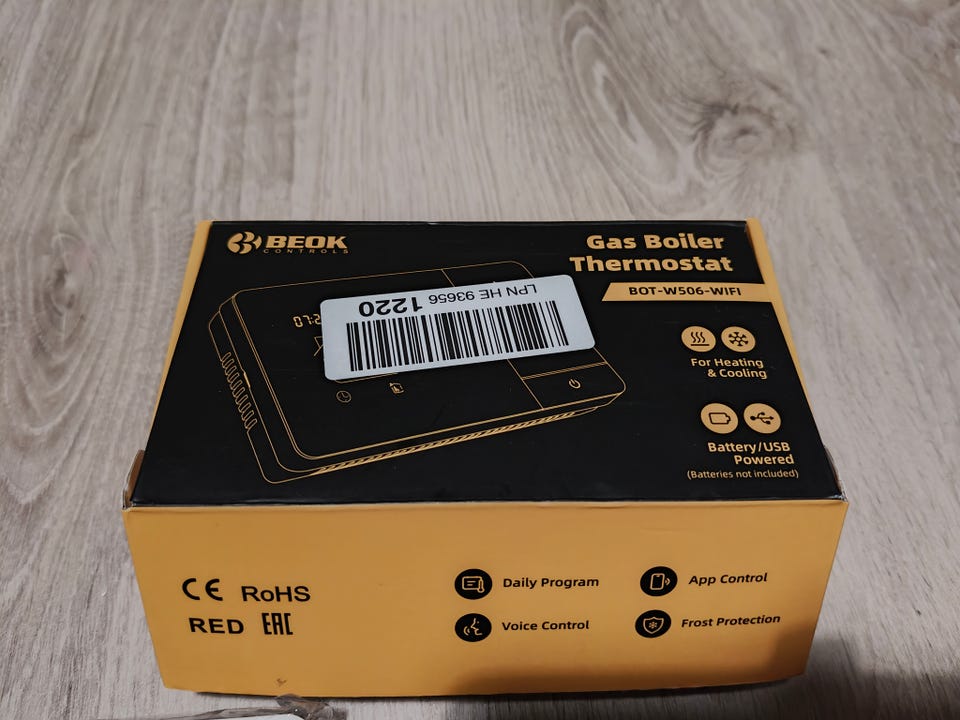 BEOK
CONTROLS
Gas Boiler
Thermostat
BOT-W506-WIFI
LPN HE 93656 1220
For Heating
& Cooling
Battery/USB
Powered
(Batteries not included)
CE RoHS
RED EAC
Daily Program
App Control
Voice Control
Frost Protection